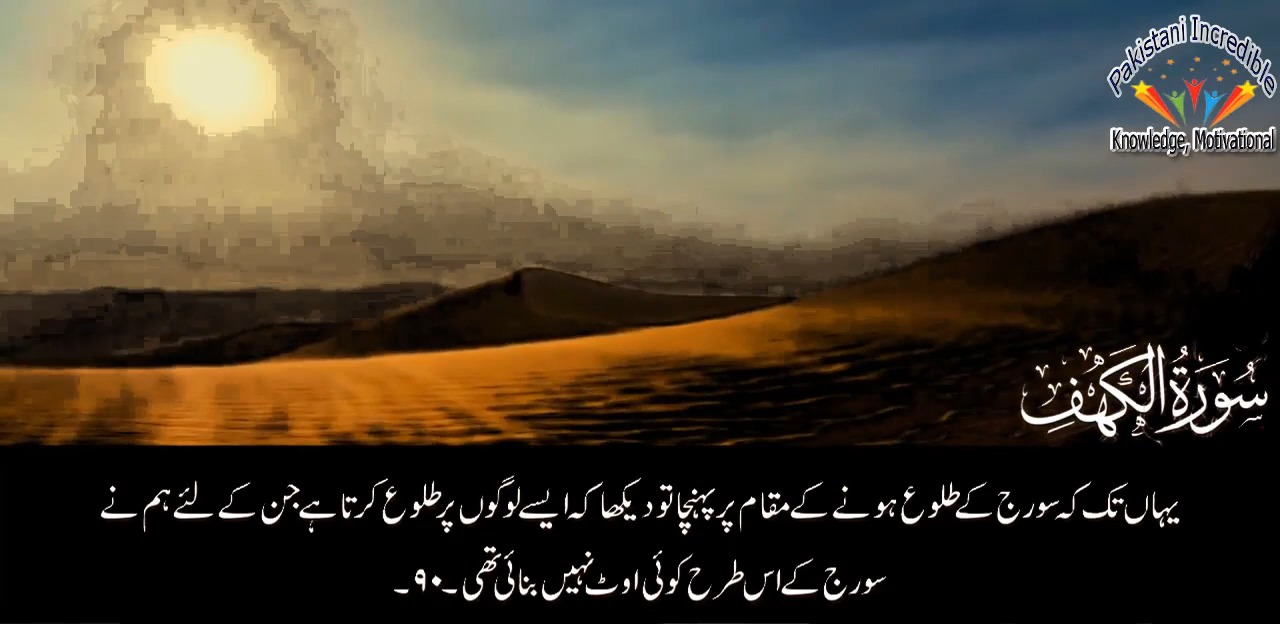 Pakistani Incredible
Knowledge, Motivational
سُورَةُ الْكَهْفِ
یہاں تک کہ سورج کے طلوع ہونے کے مقام پر پہنچا تو دیکھا کہ ایسے لوگوں پر طلوع کرتا ہے جن کے لئے ہم نے
سورج کے اس طرح کوئی اوٹ نہیں بنائی تھی ۔۹۰۔